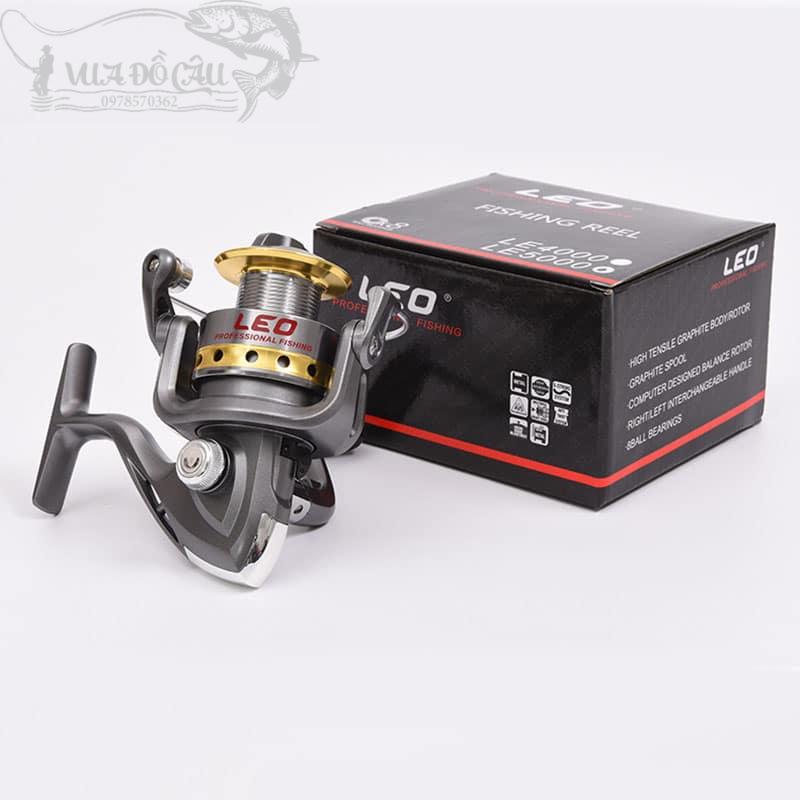 VUA ĐỒ CÂU
0978570362
LEO
FISHING REEL
LE4000
LE5000
LEO®
PROFESSIONAL FISHING
LEO
PROFESSIONAL FISHING
LEO
PROFESSIONAL FISHING
·HIGH TENSILE GRAPHITE BODY/ROTOR
·GRAPHITE SPOOL
·COMPUTER DESIGNED BALANCE ROTOR
·RIGHT/LEFT INTERCHANGEABLE HANDLE
·8BALL BEARINGS